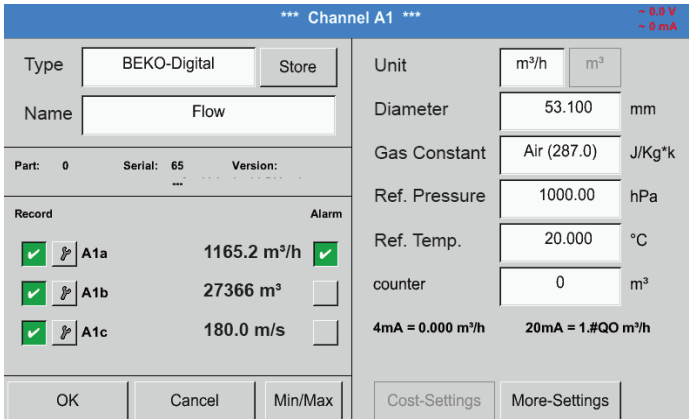 *** Channel A1 ***
~ 0.0 V
~ 0 mA
Type BEKO-Digital Store
Name Flow
Part: 0 Serial: 65 Version:
---
Record Alarm
A1a 1165.2 m³/h
A1b 27366 m³
A1c 180.0 m/s
OK Cancel Min/Max
Unit m³/h m³
Diameter 53.100 mm
Gas Constant Air (287.0) J/Kg*k
Ref. Pressure 1000.00 hPa
Ref. Temp. 20.000 °C
counter 0 m³
4mA = 0.000 m³/h 20mA = 1.#QO m³/h
Cost-Settings More-Settings